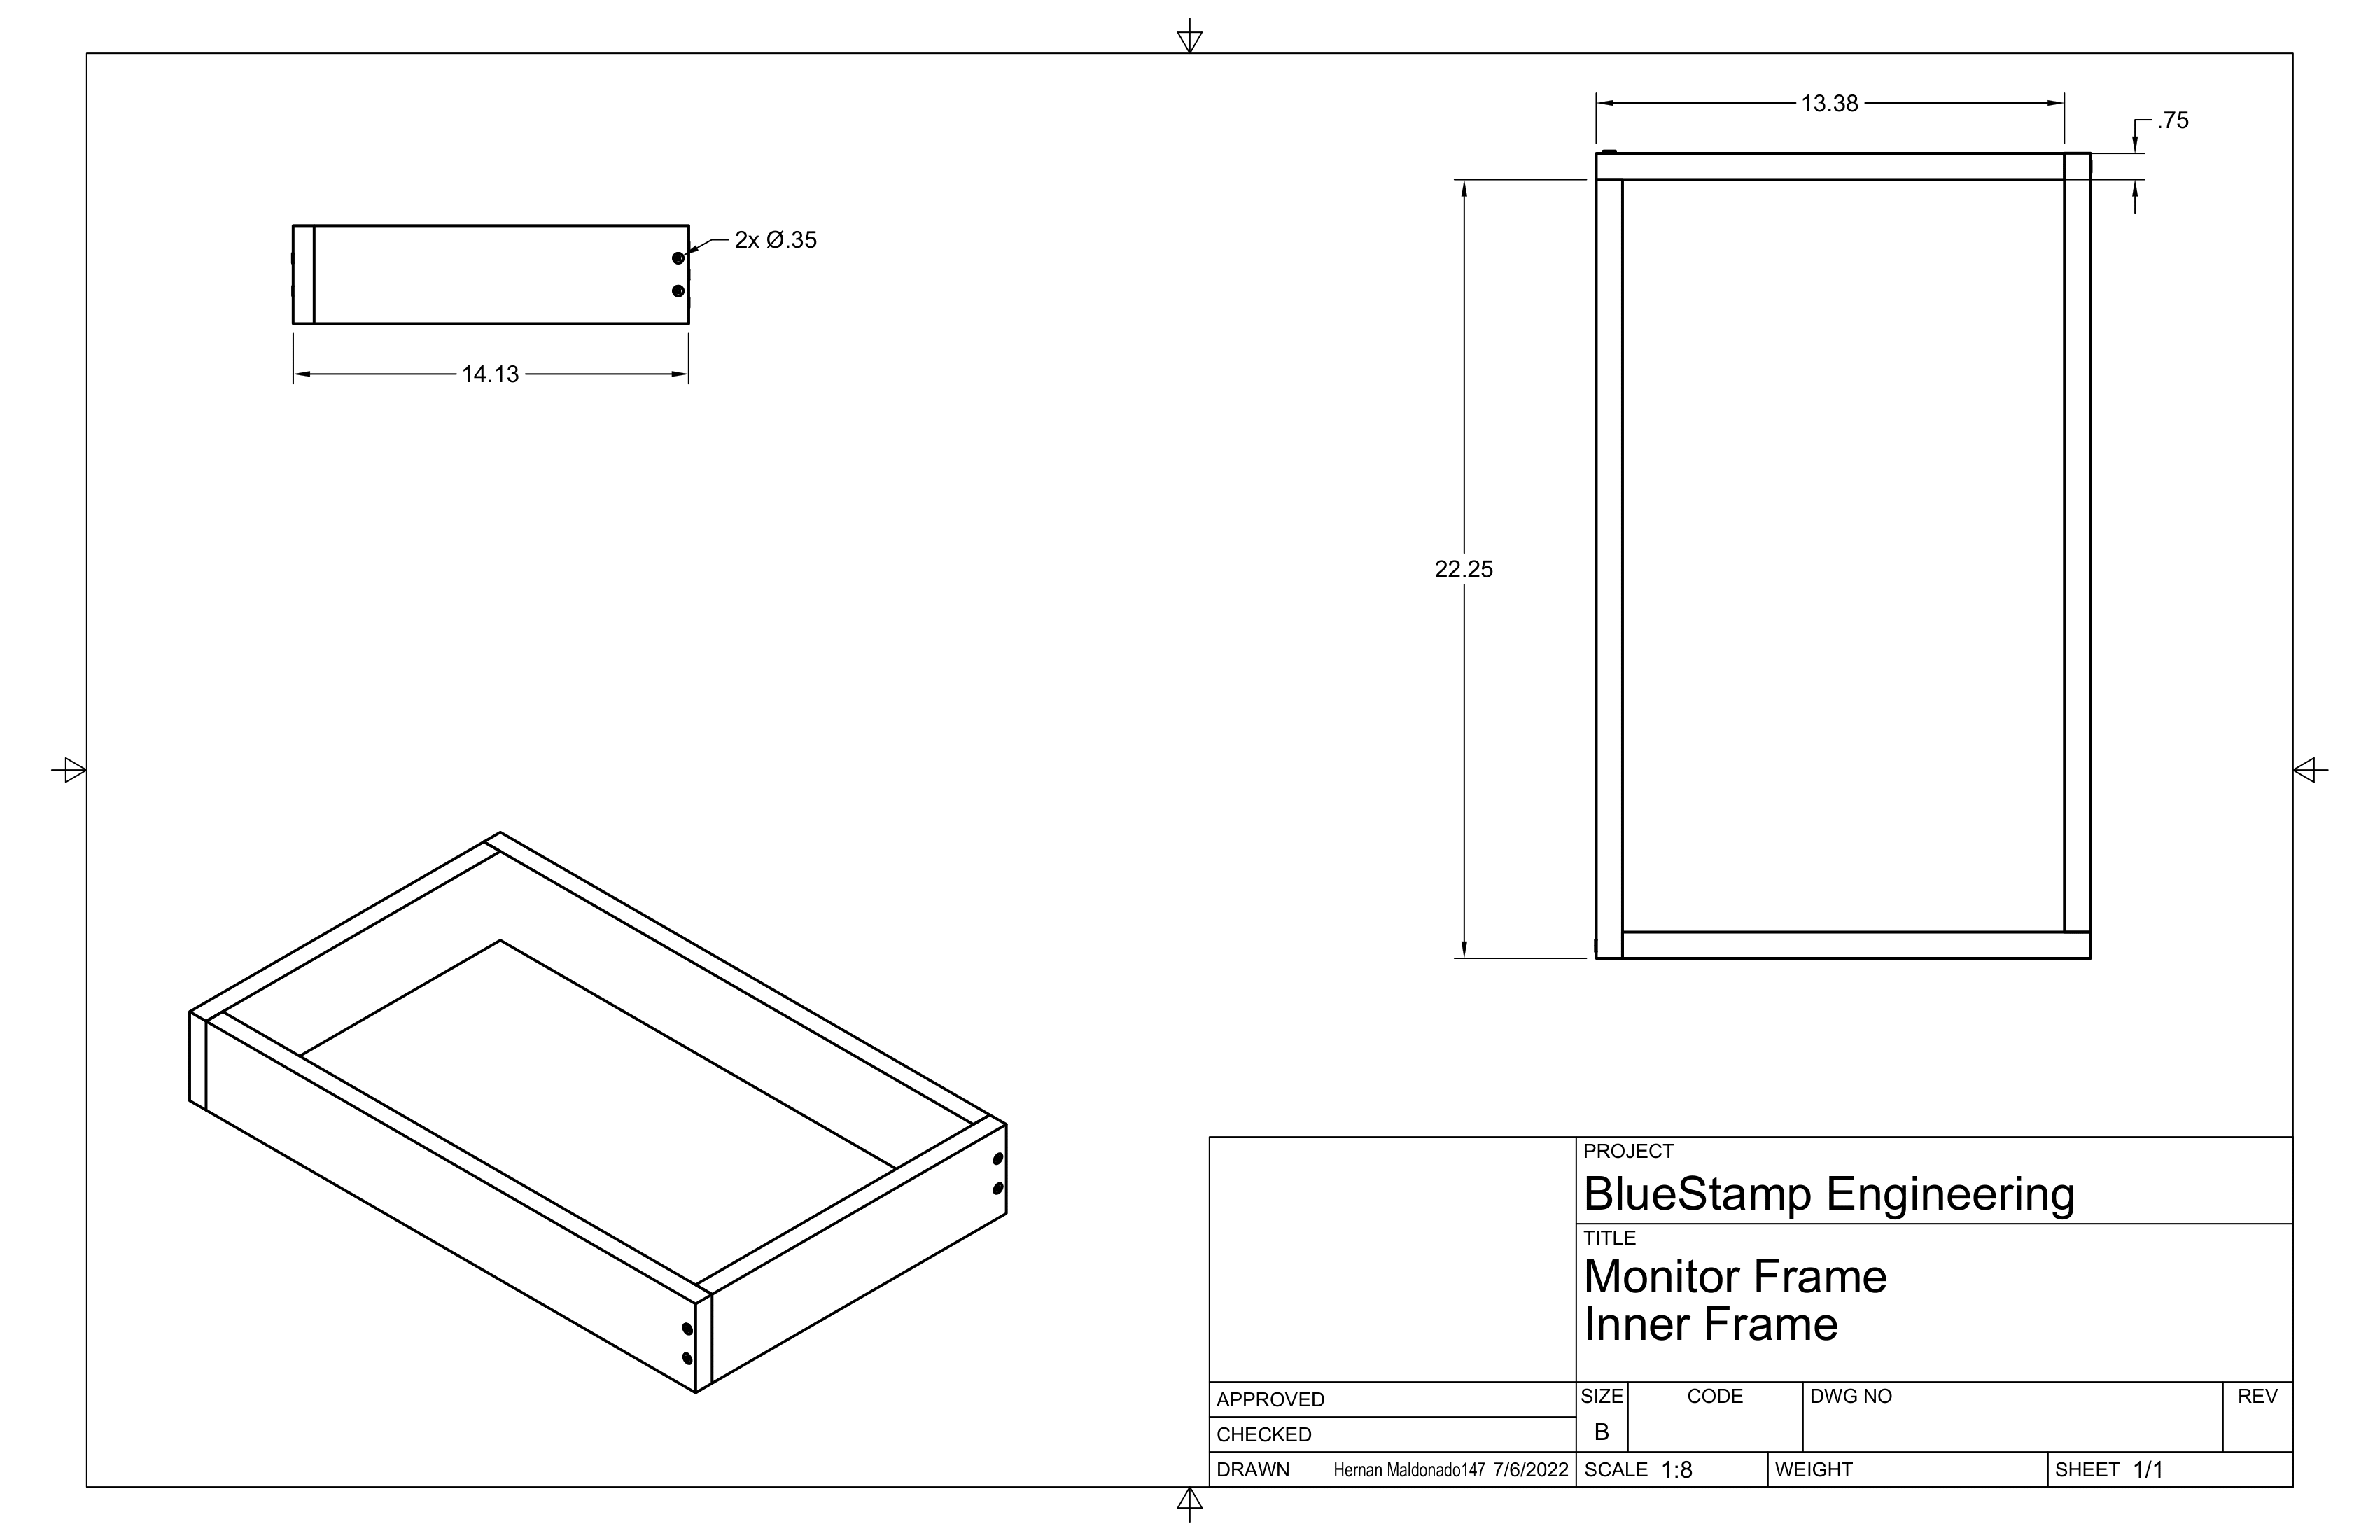 13.38
.75
2x Ø.35
14.13
22.25
PROJECT
BlueStamp Engineering
TITLE
Monitor Frame
Inner Frame
APPROVED
CHECKED
DRAWN Hernan Maldonado147 7/6/2022
SIZE CODE DWG NO REV
B
SCALE 1:8 WEIGHT SHEET 1/1